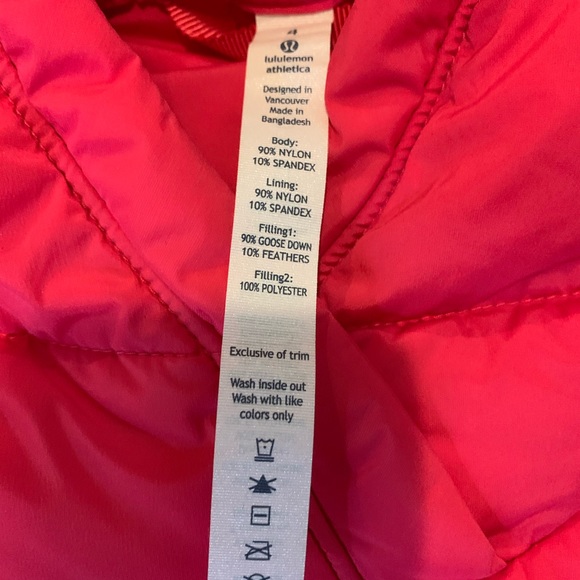 4
lululemon
athletica
Designed in
Vancouver
Made in
Bangladesh
Body:
90% NYLON
10% SPANDEX
Lining:
90% NYLON
10% SPANDEX
Filling1:
90% GOOSE DOWN
10% FEATHERS
Filling2:
100% POLYESTER
Exclusive of trim
Wash inside out
Wash with like
colors only